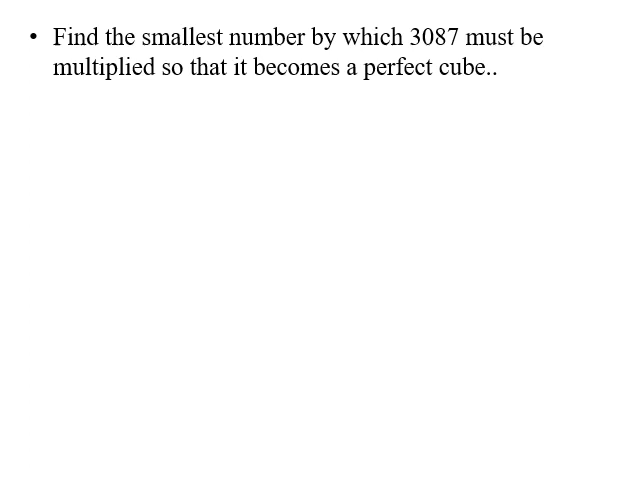 • Find the smallest number by which 3087 must be
multiplied so that it becomes a perfect cube..